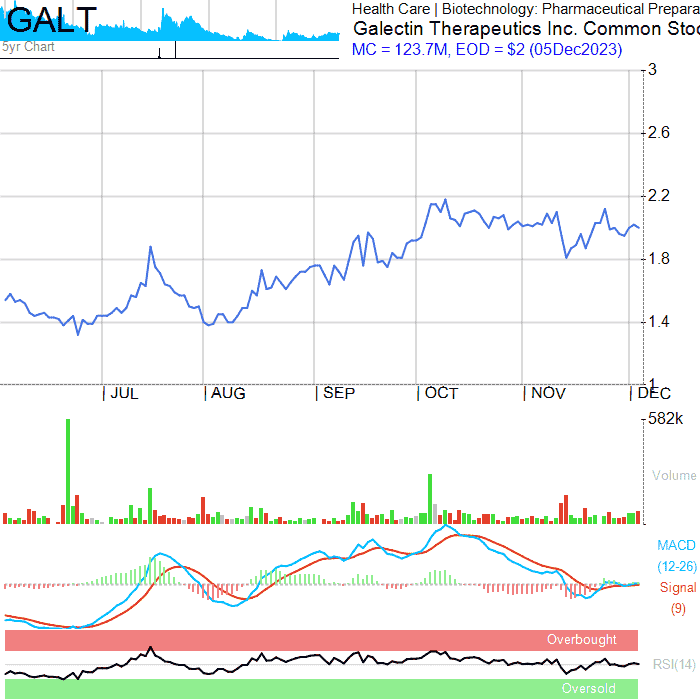 GALT
5yr Chart
Health Care | Biotechnology: Pharmaceutical Prepara
Galectin Therapeutics Inc. Common Stoc
MC = 123.7M, EOD = $2 (05Dec2023)
3
2.6
2.2
1.8
1.4
1
JUL AUG SEP OCT NOV DEC
582k
Volume
MACD
(12-26)
Signal
(9)
Overbought
RSI(14)
Oversold